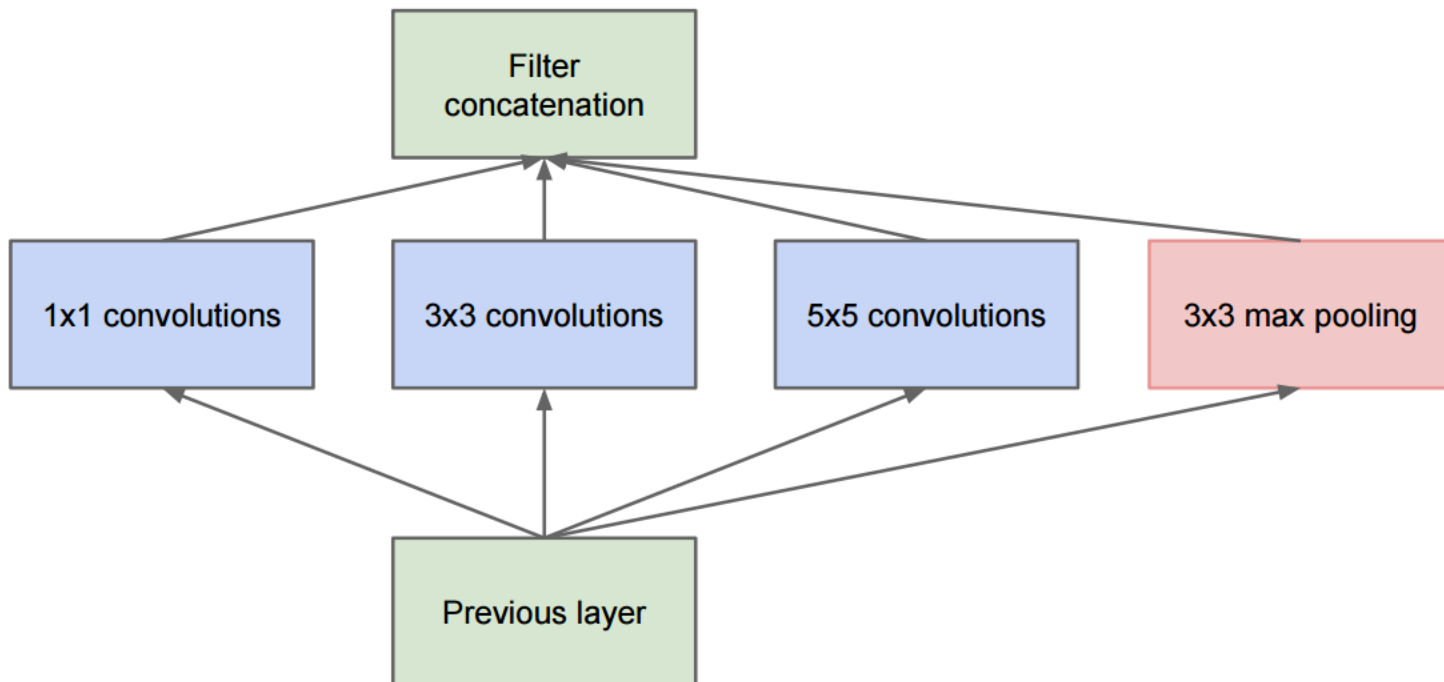 Filter
concatenation
1x1 convolutions
3x3 convolutions
5x5 convolutions
3x3 max pooling
Previous layer